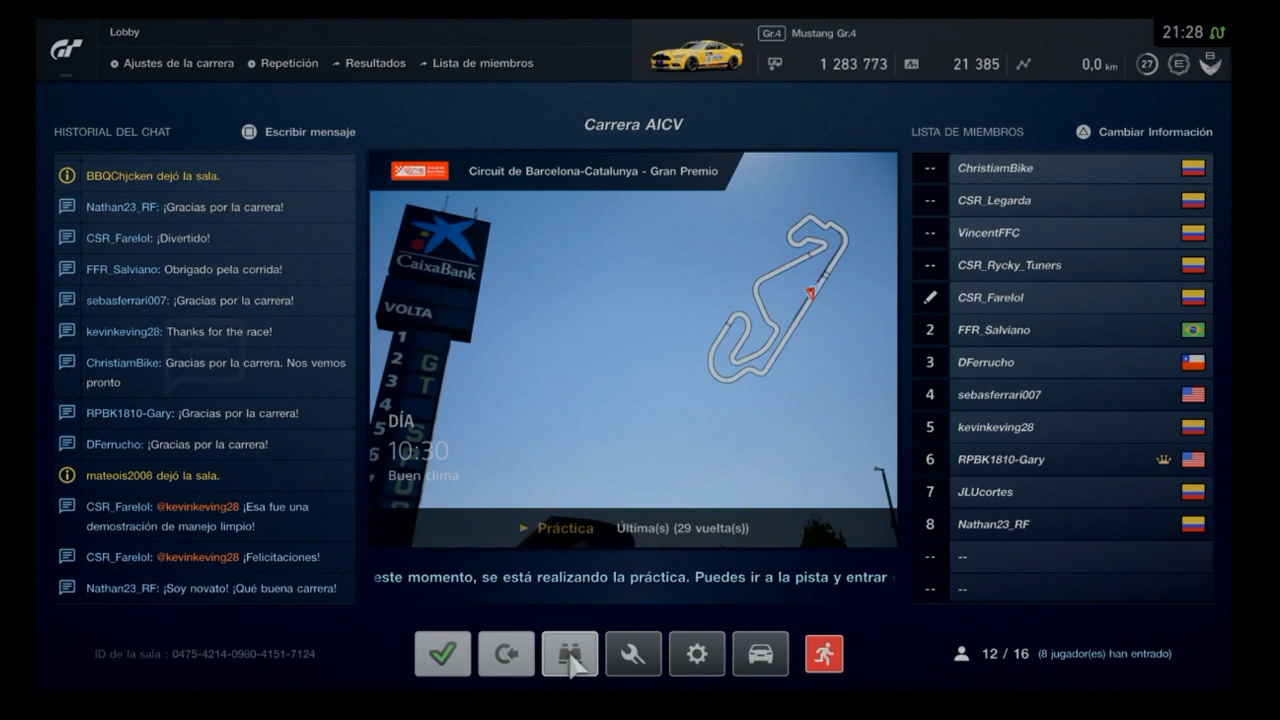 Lobby
Ajustes de la carrera
Repetición
Resultados
Lista de miembros
Gr.4 Mustang Gr.4
21:28
1 283 773
21 385
0,0 km
27
E
B
HISTORIAL DEL CHAT
Escribir mensaje
BBQChjcken dejó la sala.
Nathan23_RF: ¡Gracias por la carrera!
CSR_Farelol: ¡Divertido!
FFR_Salviano: Obrigado pela corrida!
sebasferrari007: ¡Gracias por la carrera!
kevinkeving28: Thanks for the race!
ChristiamBike: Gracias por la carrera. Nos vemos
pronto
RPBK1810-Gary: ¡Gracias por la carrera!
DFerrucho: ¡Gracias por la carrera!
mateois2008 dejó la sala.
CSR_Farelol: @kevinkeving28 ¡Esa fue una
demostración de manejo limpio!
CSR_Farelol: @kevinkeving28 ¡Felicitaciones!
Nathan23_RF: ¡Soy novato! ¡Qué buena carrera!
ID de la sala : 0475-4214-0980-4151-7124
Carrera AICV
Circuit de Barcelona-Catalunya - Gran Premio
CaixaBank
VOLTA
1
2 G
3 T
4
5 S
6 P
O
DÍA
10:30
Buen clima
Práctica Última(s) (29 vuelta(s))
este momento, se está realizando la práctica. Puedes ir a la pista y entrar
LISTA DE MIEMBROS
Cambiar Información
-- ChristiamBike
-- CSR_Legarda
-- VincentFFC
-- CSR_Rycky_Tuners
CSR_Farelol
2 FFR_Salviano
3 DFerrucho
4 sebasferrari007
5 kevinkeving28
6 RPBK1810-Gary
7 JLUcortes
8 Nathan23_RF
-- --
-- --
12 / 16 (8 jugador(es) han entrado)